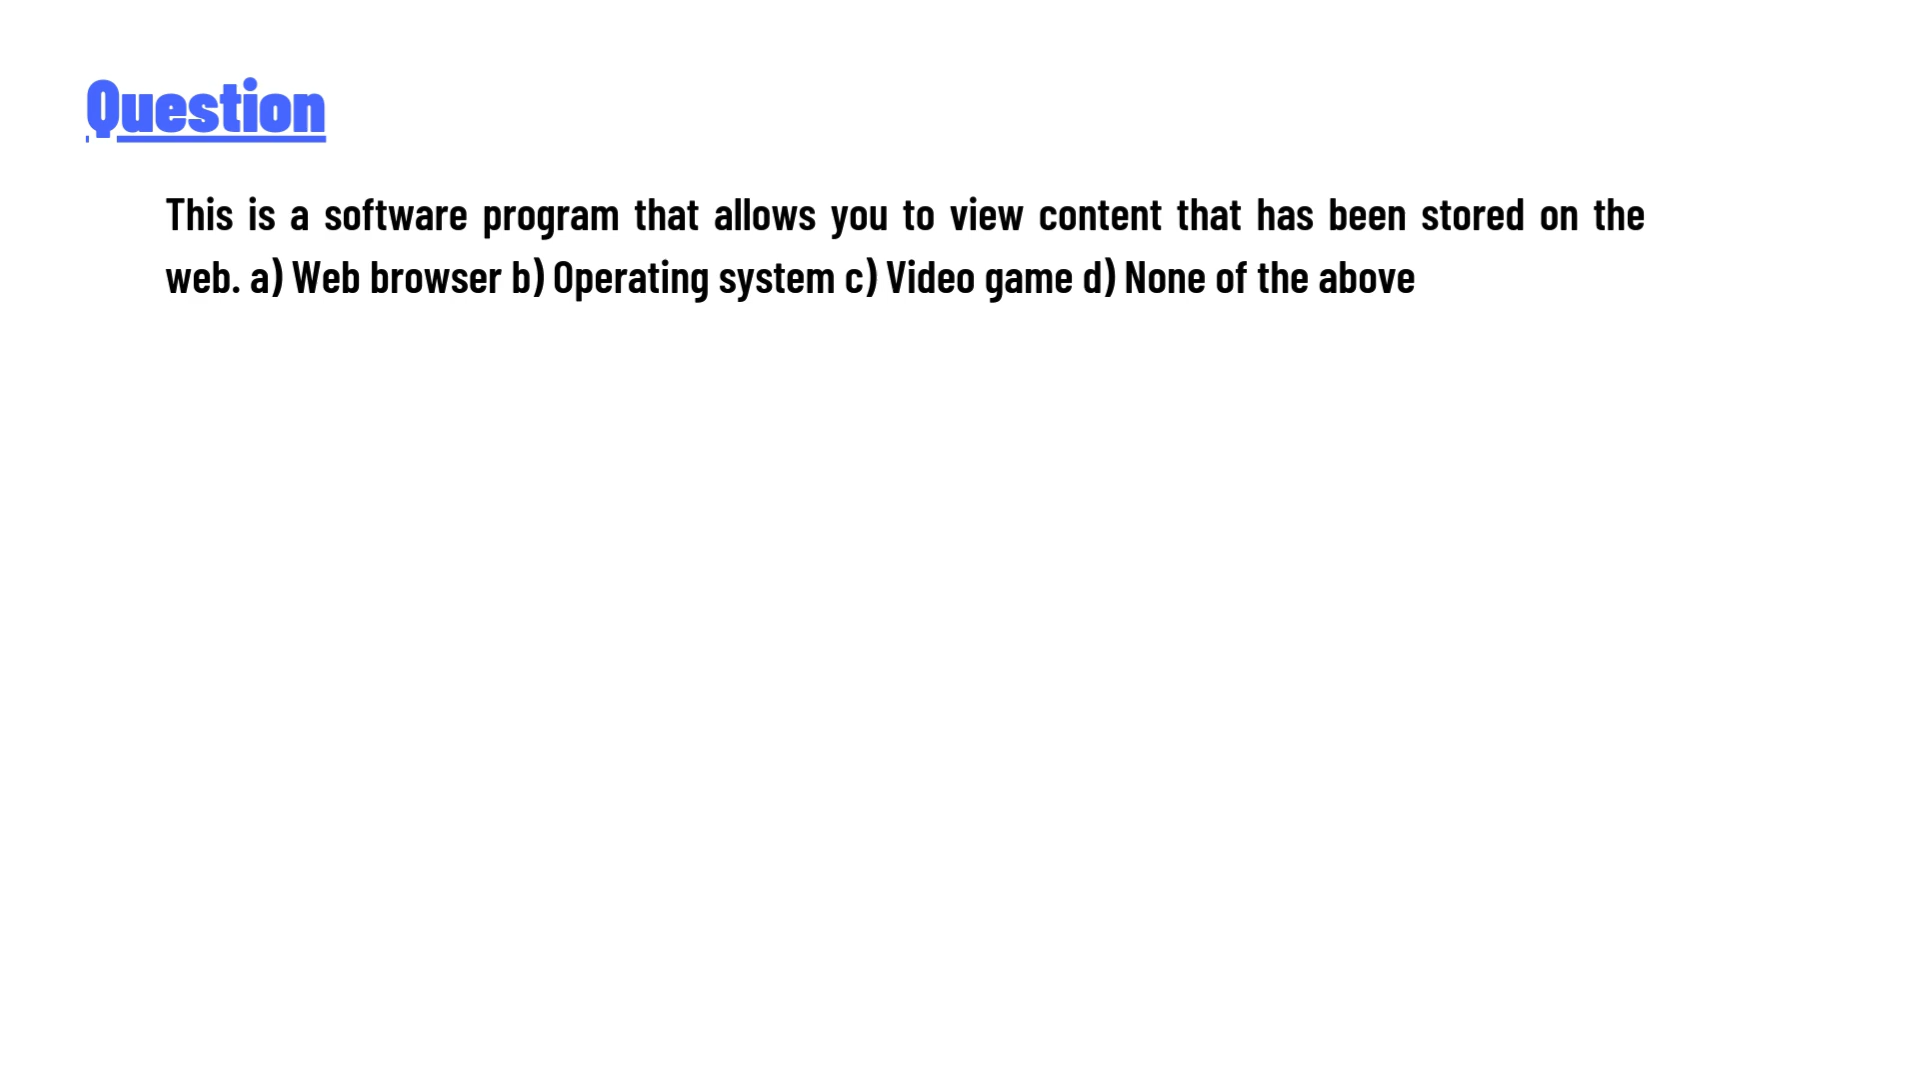 Question
This is a software program that allows you to view content that has been stored on the
web. a) Web browser b) Operating system c) Video game d) None of the above